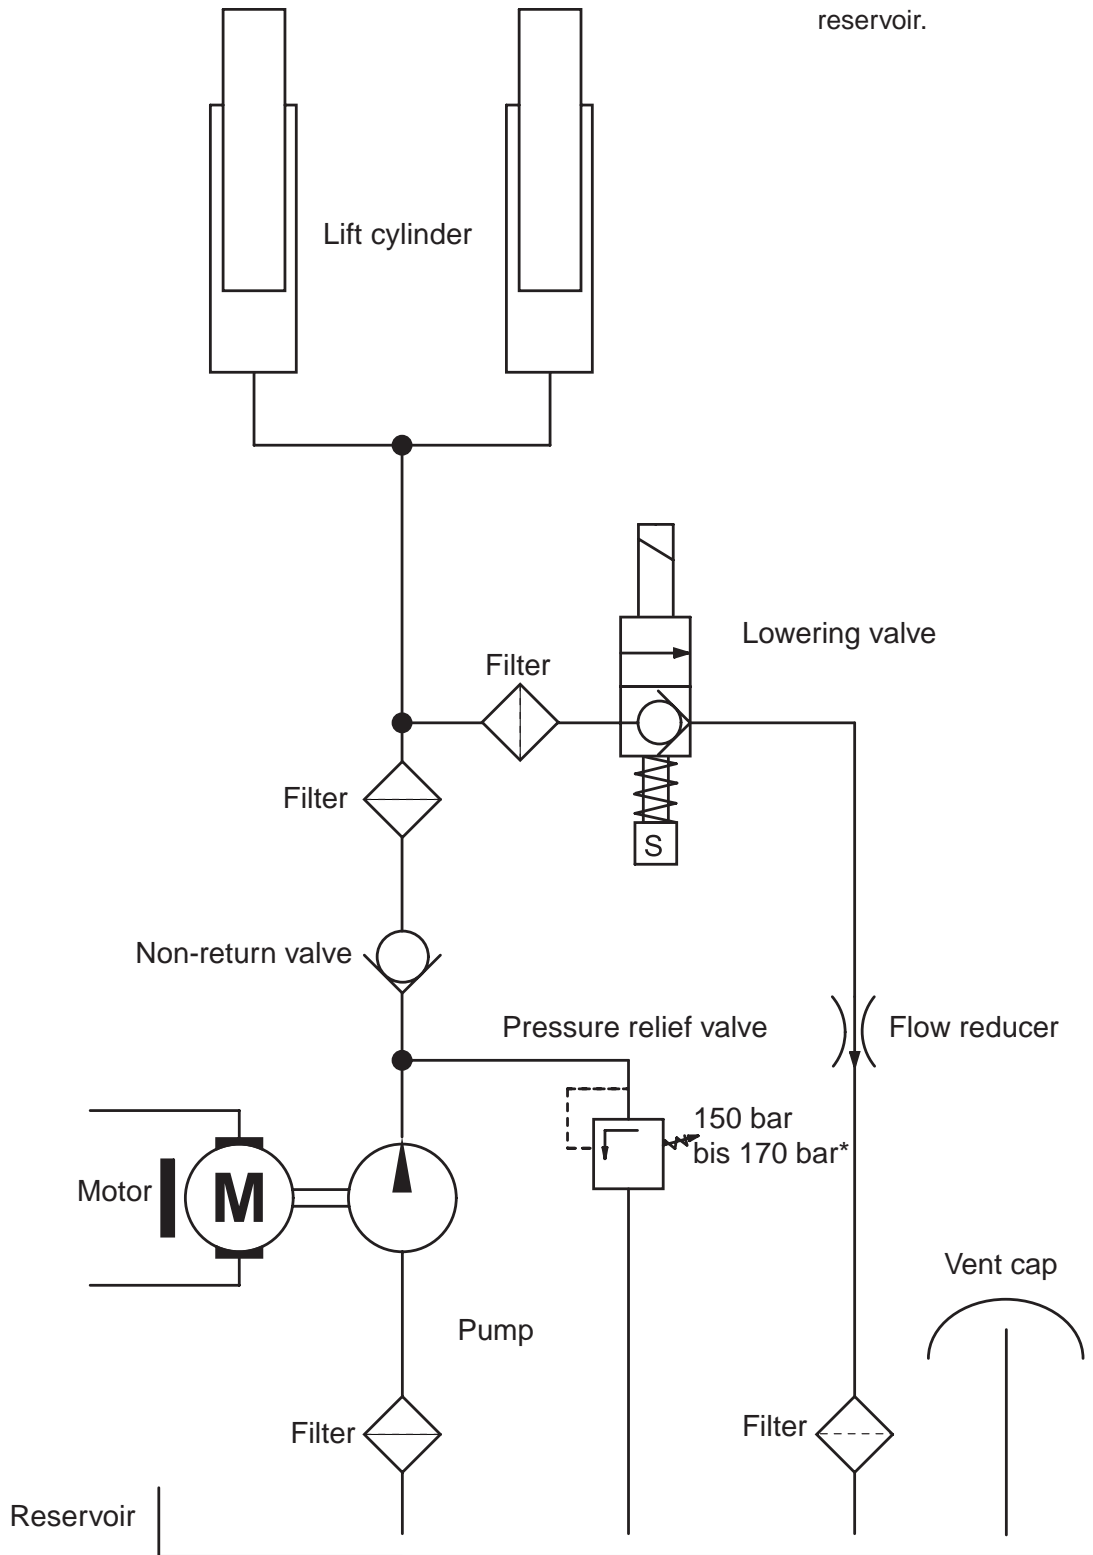 reservoir.
Lift cylinder
Lowering valve
Filter
Filter
S
Non-return valve
Pressure relief valve
Flow reducer
150 bar
bis 170 bar*
Motor
M
Vent cap
Pump
Filter
Filter
Reservoir